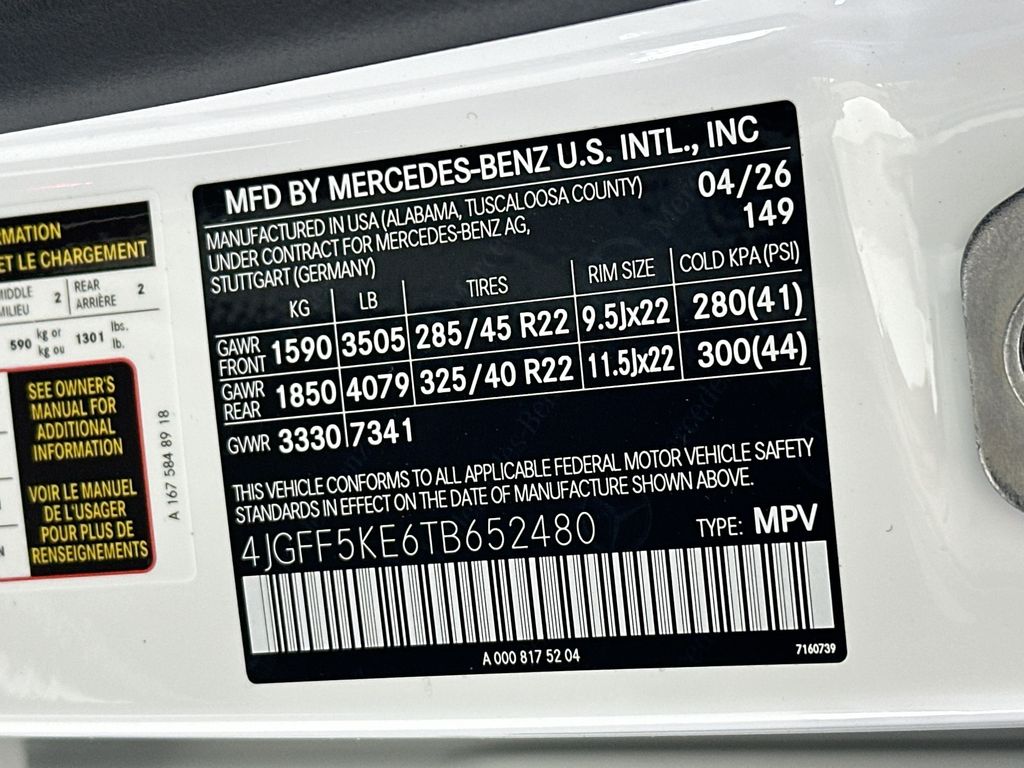 RMATION
ET LE CHARGEMENT
MIDDLE
MILIEU
2
REAR
ARRIÈRE
2
590 kg or
kg ou
1301 lbs.
lb.
SEE OWNER'S
MANUAL FOR
ADDITIONAL
INFORMATION
VOIR LE MANUEL
DE L'USAGER
POUR PLUS DE
RENSEIGNEMENTS
A 167 584 89 18
MFD BY MERCEDES-BENZ U.S. INTL., INC
MANUFACTURED IN USA (ALABAMA, TUSCALOOSA COUNTY) 04/26
UNDER CONTRACT FOR MERCEDES-BENZ AG, 149
STUTTGART (GERMANY)
KG LB TIRES RIM SIZE COLD KPA (PSI)
GAWR
FRONT 1590 3505 285/45 R22 9.5Jx22 280(41)
GAWR
REAR 1850 4079 325/40 R22 11.5Jx22 300(44)
GVWR 3330 7341
THIS VEHICLE CONFORMS TO ALL APPLICABLE FEDERAL MOTOR VEHICLE SAFETY
STANDARDS IN EFFECT ON THE DATE OF MANUFACTURE SHOWN ABOVE.
4JGFF5KE6TB652480 TYPE: MPV
A 000 817 52 04
7160739